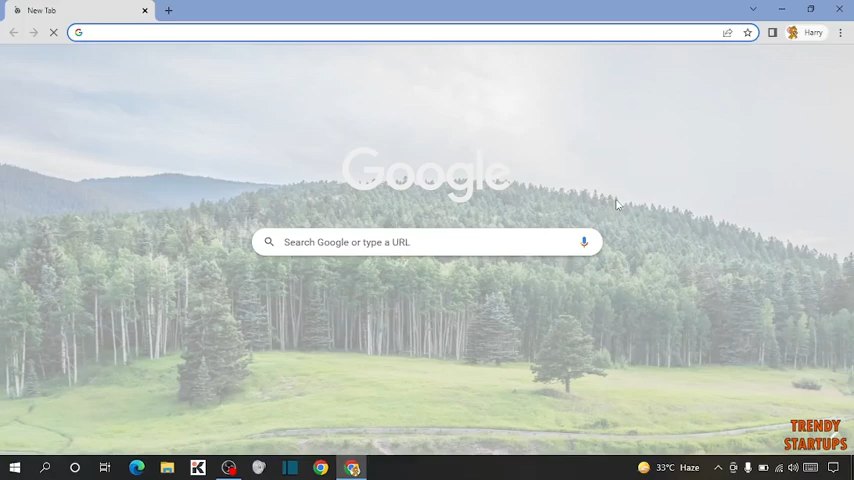 New Tab
Harry
Google
Search Google or type a URL
TRENDY
STARTUPS
33°C Haze